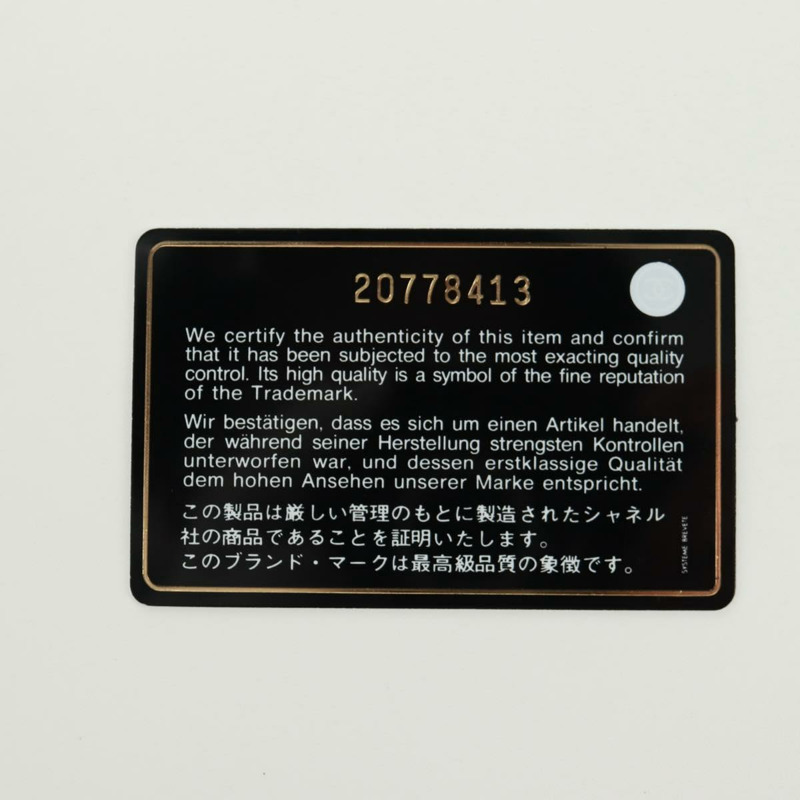 20778413
We certify the authenticity of this item and confirm
that it has been subjected to the most exacting quality
control. Its high quality is a symbol of the fine reputation
of the Trademark.
Wir bestätigen, dass es sich um einen Artikel handelt,
der während seiner Herstellung strengsten Kontrollen
unterworfen war, und dessen erstklassige Qualität
dem hohen Ansehen unserer Marke entspricht.
この製品は厳しい管理のもとに製造されたシャネル
社の商品であることを証明いたします。
このブランド・マークは最高級品質の象徴です。
SYSTEME BREVETE